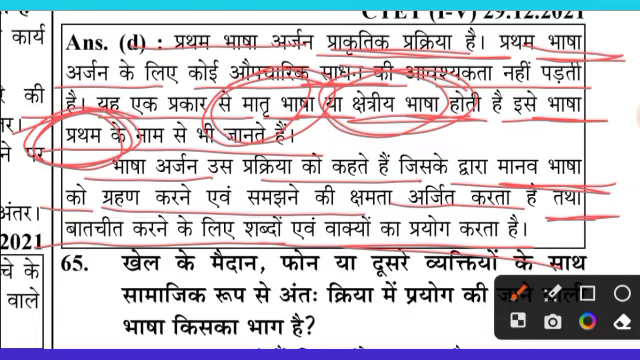 CTET (I-V) 29.12.2021
कार्य
Ans. (d) : प्रथम भाषा अर्जन प्राकृतिक प्रक्रिया है। प्रथम भाषा
अर्जन के लिए कोई औपचारिक साधन की आवश्यकता नहीं पड़ती
है। यह एक प्रकार से मातृ भाषा या क्षेत्रीय भाषा होती है इसे भाषा
प्रथम के नाम से भी जानते हैं।
भाषा अर्जन उस प्रक्रिया को कहते हैं जिसके द्वारा मानव भाषा
को ग्रहण करने एवं समझने की क्षमता अर्जित करता है तथा
बातचीत करने के लिए शब्दों एवं वाक्यों का प्रयोग करता है।
की
पर
अंतर।
2021
के
वाले
65. खेल के मैदान, फोन या दूसरे व्यक्तियों के साथ
सामाजिक रूप से अंतः क्रिया में प्रयोग की जाने वाली
भाषा किसका भाग है?